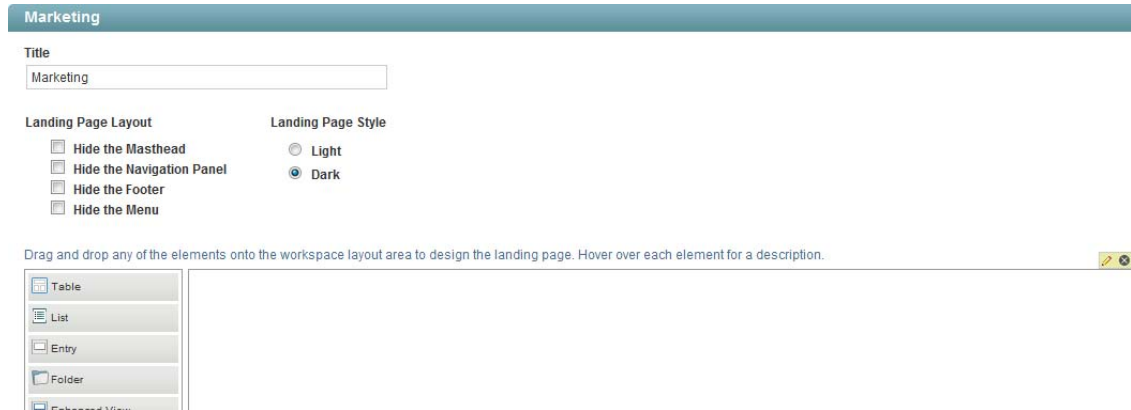 Marketing
Title
Marketing
Landing Page Layout
Landing Page Style
Hide the Masthead
Hide the Navigation Panel
Hide the Footer
Hide the Menu
Light
Dark
Drag and drop any of the elements onto the workspace layout area to design the landing page. Hover over each element for a description.
Table
List
Entry
Folder
Enhanced View